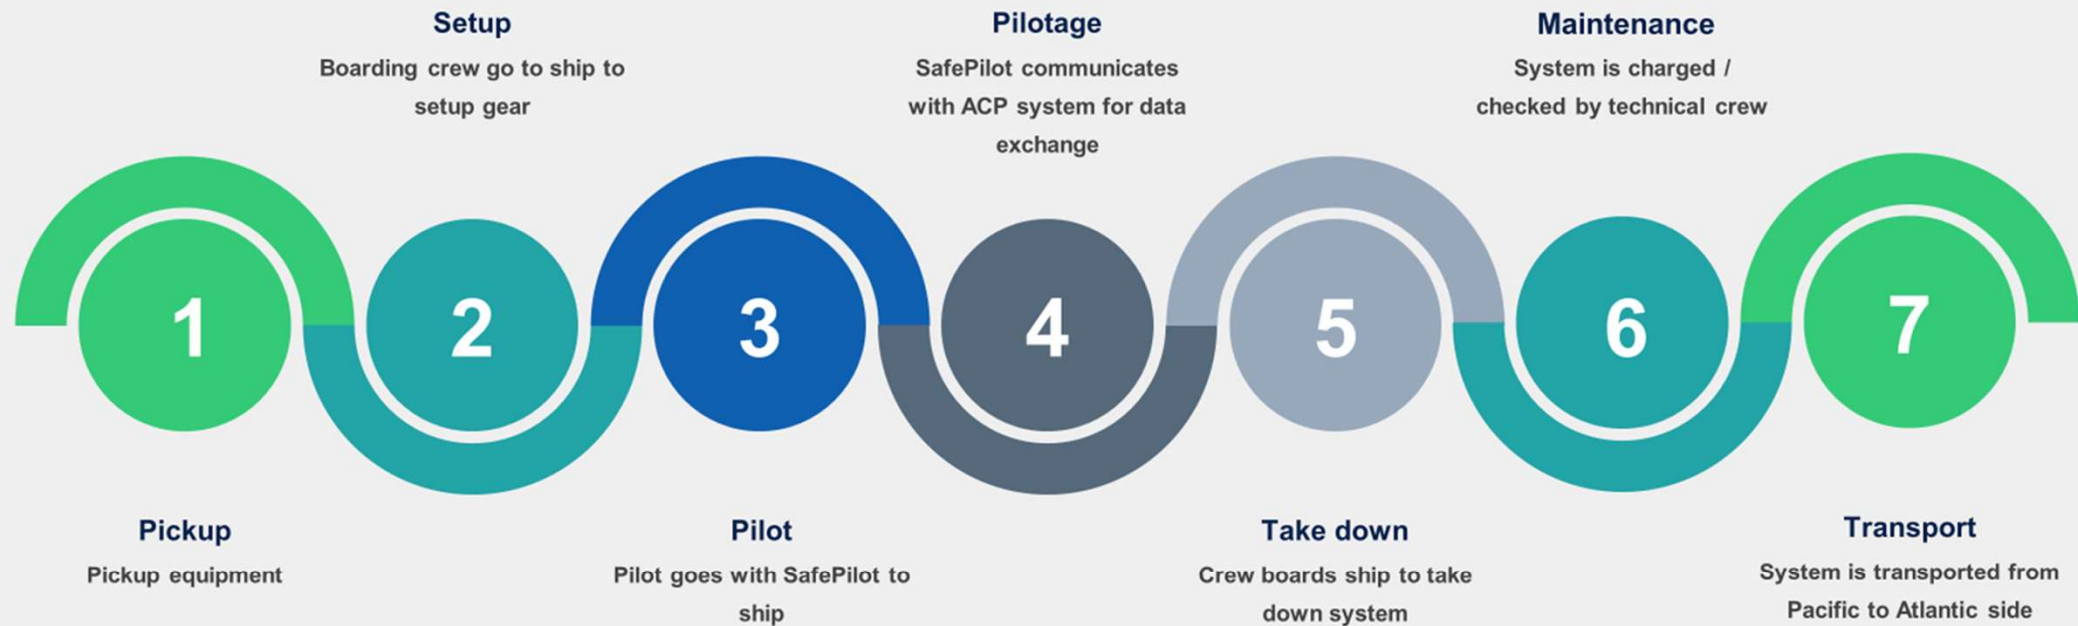 Setup
Boarding crew go to ship to
setup gear
Pilotage
SafePilot communicates
with ACP system for data
exchange
Maintenance
System is charged /
checked by technical crew
1
2
3
4
5
6
7
Pickup
Pickup equipment
Pilot
Pilot goes with SafePilot to
ship
Take down
Crew boards ship to take
down system
Transport
System is transported from
Pacific to Atlantic side